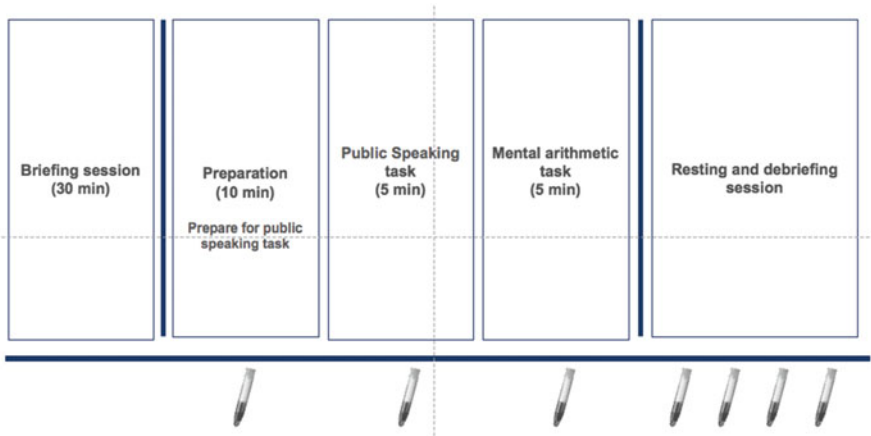 Briefing session
(30 min)
Preparation
(10 min)
Prepare for public
speaking task
Public Speaking
task
(5 min)
Mental arithmetic
task
(5 min)
Resting and debriefing
session